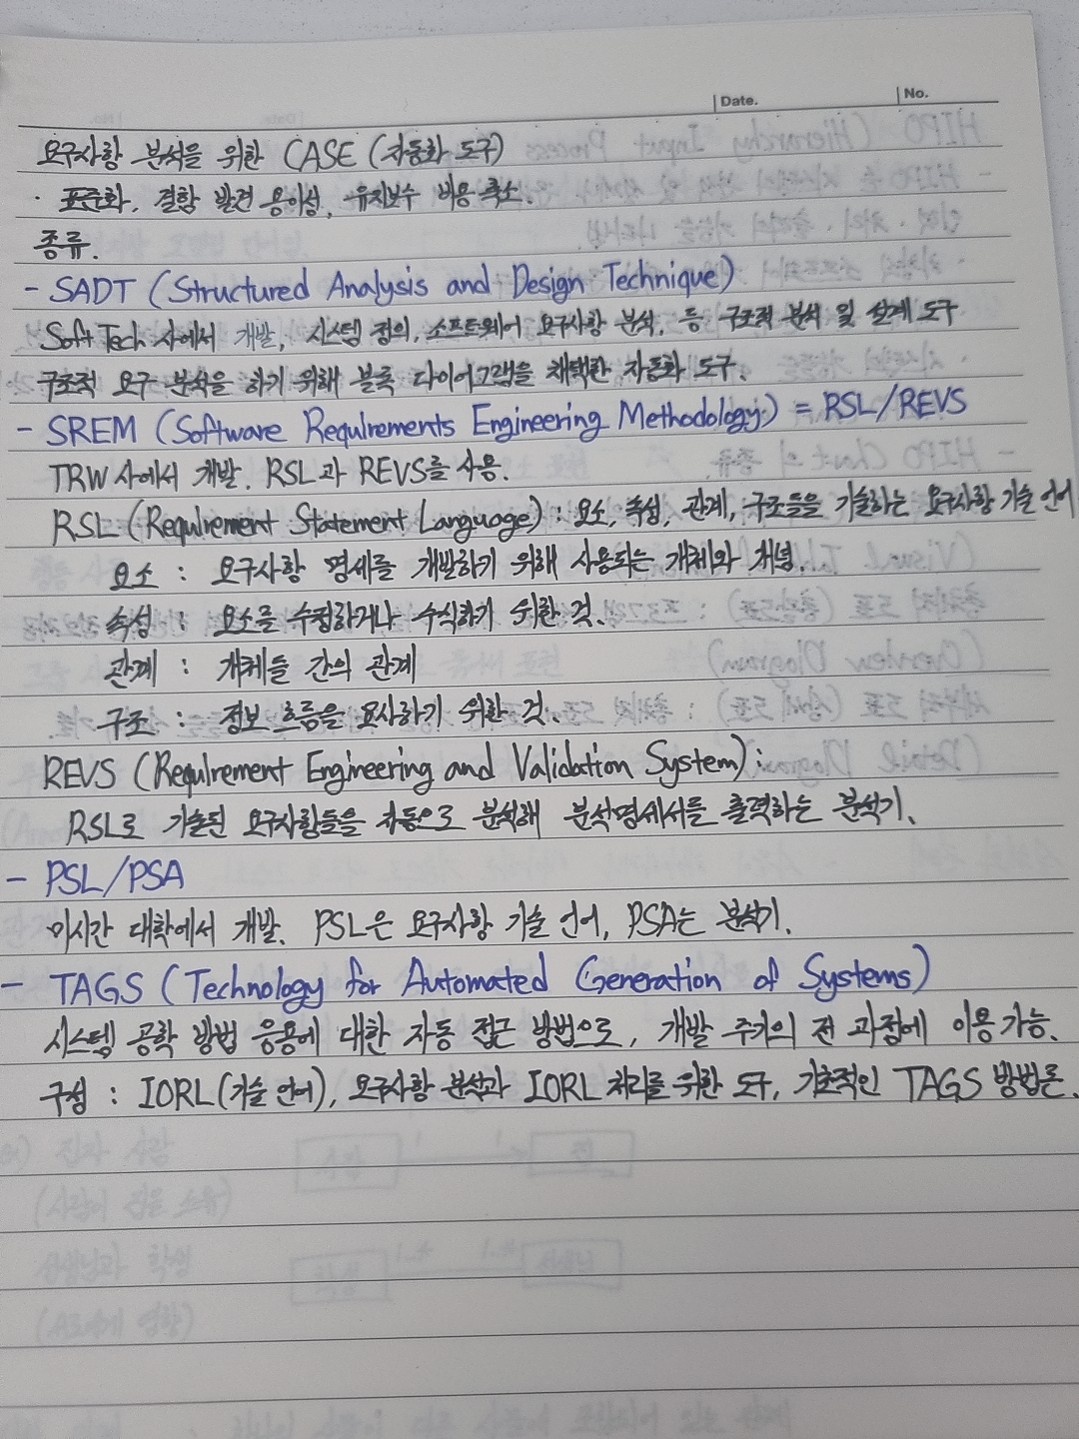 Date.
No.
요구사항 분석을 위한 CASE (자동화 도구)
· 표준화, 결함 발견 용이성, 유지보수 비용 축소.
종류.
- SADT (Structured Analysis and Design Technique)
SoftTech 사에서 개발, 시스템 정의, 소프트웨어 요구사항 분석, 등 구조적 분석 및 설계 도구
구조적 요구 분석을 하기 위해 블록 다이어그램을 채택한 자동화 도구.
- SREM (Software Requirements Engineering Methodology) = RSL/REVS
TRW 사에서 개발. RSL과 REVS를 사용.
RSL (Requirement Statement Language) : 요소, 속성, 관계, 구조들을 기술하는 요구사항 기술 언어
요소 : 요구사항 명세를 개발하기 위해 사용되는 개체와 개념.
속성 : 요소를 수정하거나 수식하기 위한 것.
관계 : 개체들 간의 관계
구조 : 정보 흐름을 묘사하기 위한 것.
REVS (Requirement Engineering and Validation System) :
RSL로 기술된 요구사항들을 자동으로 분석해 분석명세서를 출력하는 분석기.
- PSL/PSA
미시간 대학에서 개발. PSL은 요구사항 기술 언어, PSA는 분석기.
- TAGS (Technology for Automated Generation of Systems)
시스템 공학 방법 응용에 대한 자동 접근 방법으로, 개발 주기의 전 과정에 이용 가능.
구성 : IORL(기술 언어), 요구사항 분석과 IORL 처리를 위한 도구, 기초적인 TAGS 방법론.